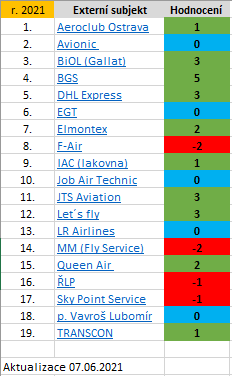 r. 2021 Externí subjekt Hodnocení
1. Aeroclub Ostrava 1
2. Avionic 0
3. BiOL (Gallat) 3
4. BGS 5
5. DHL Express 3
6. EGT 0
7. Elmontex 2
8. F-Air -2
9. IAC (Iakovna) 1
10. Job Air Technic 0
11. JTS Aviation 3
12. Let´s fly 3
13. LR Airlines 0
14. MM (Fly Service) -2
15. Queen Air 2
16. ŘLP -1
17. Sky Point Service -1
18. p. Vavroš Lubomír 0
19. TRANSCON 1
Aktualizace 07.06.2021